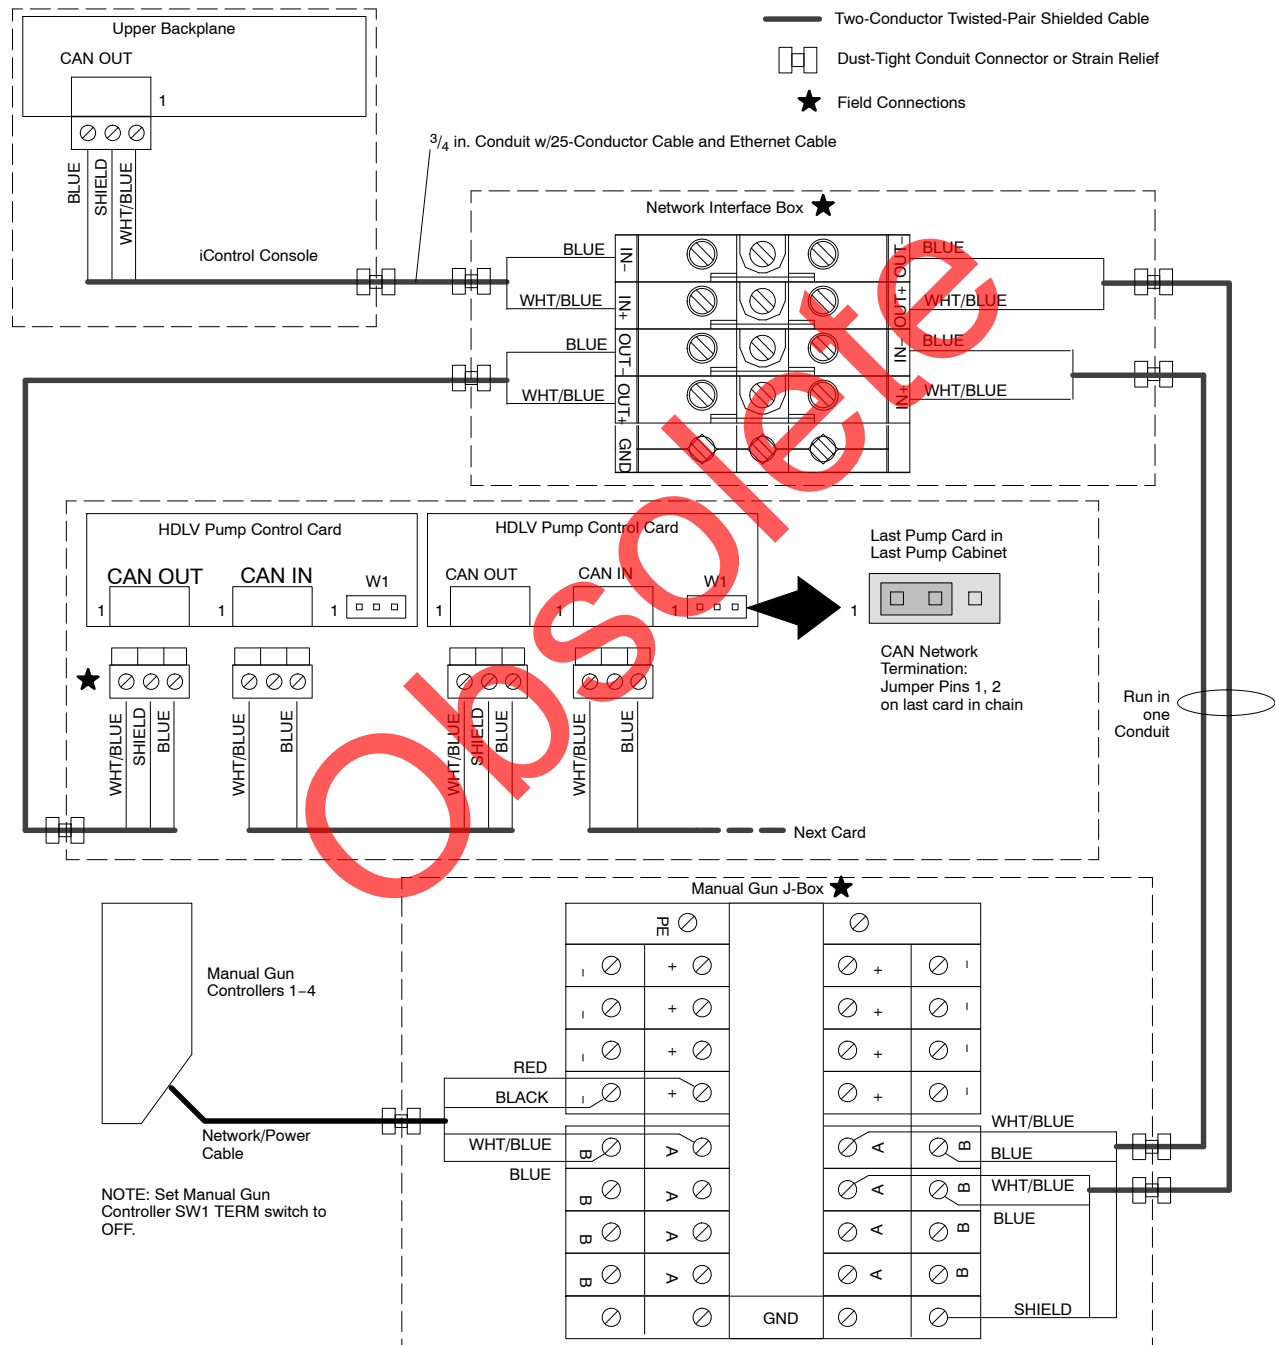 Upper Backplane
CAN OUT
1
BLUE
SHIELD
WHT/BLUE
iControl Console
Two-Conductor Twisted-Pair Shielded Cable
Dust-Tight Conduit Connector or Strain Relief
Field Connections
3/4 in. Conduit w/25-Conductor Cable and Ethernet Cable
Network Interface Box
BLUE
IN−
OUT−
BLUE
WHT/BLUE
IN+
OUT+
WHT/BLUE
BLUE
OUT−
IN−
BLUE
WHT/BLUE
OUT+
IN+
WHT/BLUE
GND
HDLV Pump Control Card
CAN OUT
CAN IN
W1
1
1
1
HDLV Pump Control Card
CAN OUT
CAN IN
W1
1
1
1
Last Pump Card in
Last Pump Cabinet
1
CAN Network
Termination:
Jumper Pins 1, 2
on last card in chain
WHT/BLUE
SHIELD
BLUE
WHT/BLUE
BLUE
WHT/BLUE
SHIELD
BLUE
WHT/BLUE
BLUE
Next Card
Run in
one
Conduit
Obsolete
Manual Gun J-Box
PE
− + + −
− + + −
− + + −
− + + −
Manual Gun
Controllers 1−4
RED
BLACK
WHT/BLUE
BLUE
Network/Power
Cable
NOTE: Set Manual Gun
Controller SW1 TERM switch to
OFF.
B A A B
B A A B
B A A B
B A A B
GND
WHT/BLUE
BLUE
WHT/BLUE
BLUE
SHIELD